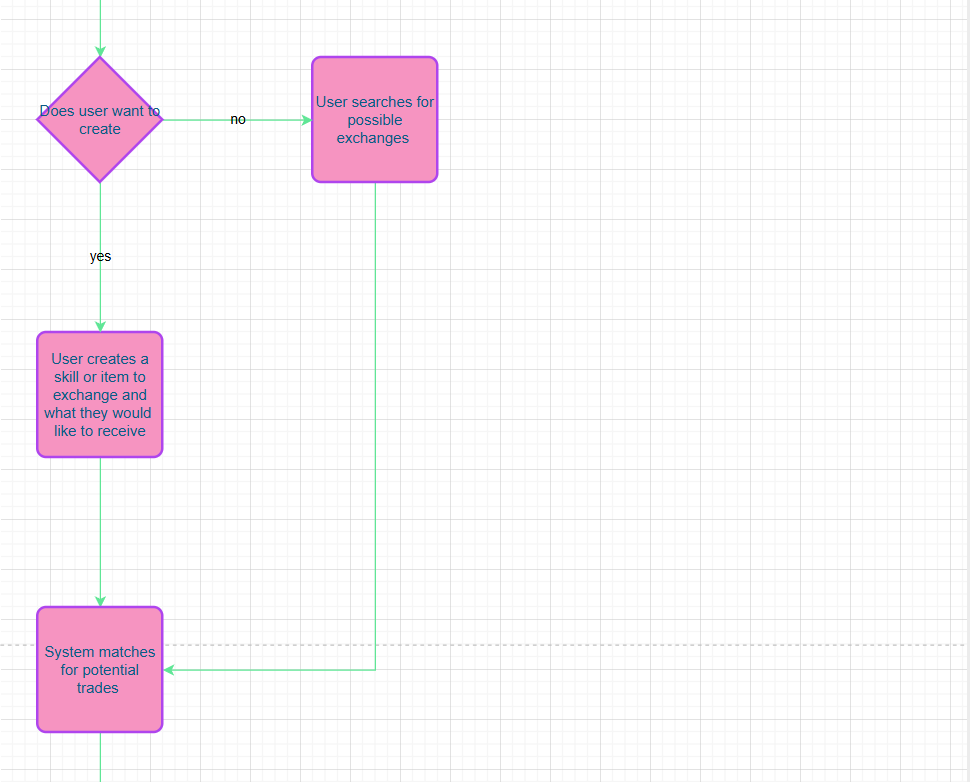 Does user want to
create
no
User searches for
possible
exchanges
yes
User creates a
skill or item to
exchange and
what they would
like to receive
System matches
for potential
trades